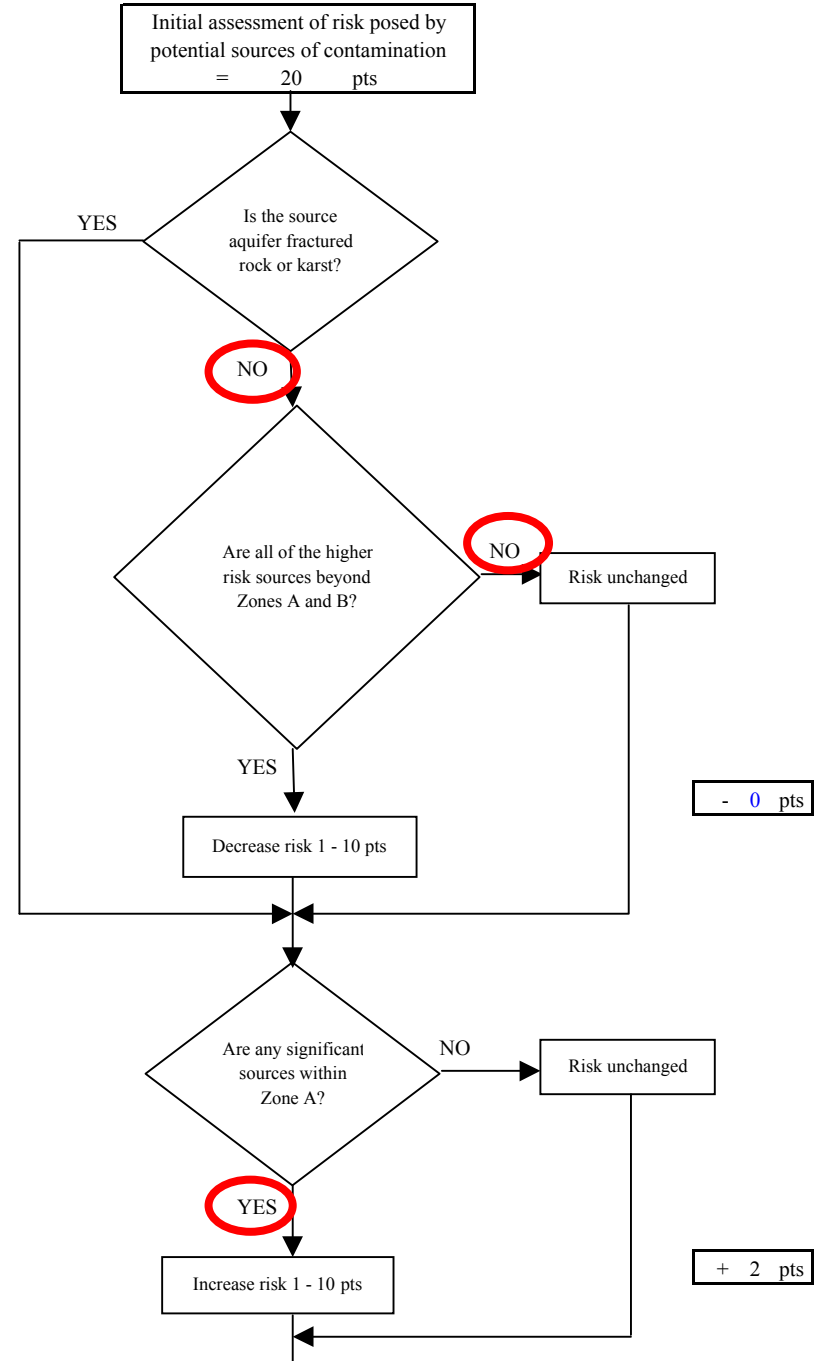 Initial assessment of risk posed by
potential sources of contamination
= 20 pts
YES
Is the source
aquifer fractured
rock or karst?
NO
Are all of the higher
risk sources beyond
Zones A and B?
NO
Risk unchanged
YES
- 0 pts
Decrease risk 1 - 10 pts
Are any significant
sources within
Zone A?
NO
Risk unchanged
YES
+ 2 pts
Increase risk 1 - 10 pts